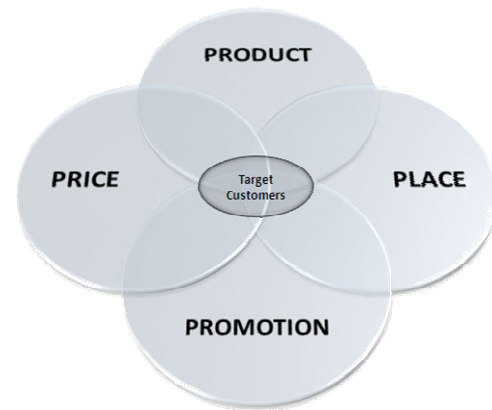 PRODUCT
PRICE
Target
Customers
PLACE
PROMOTION